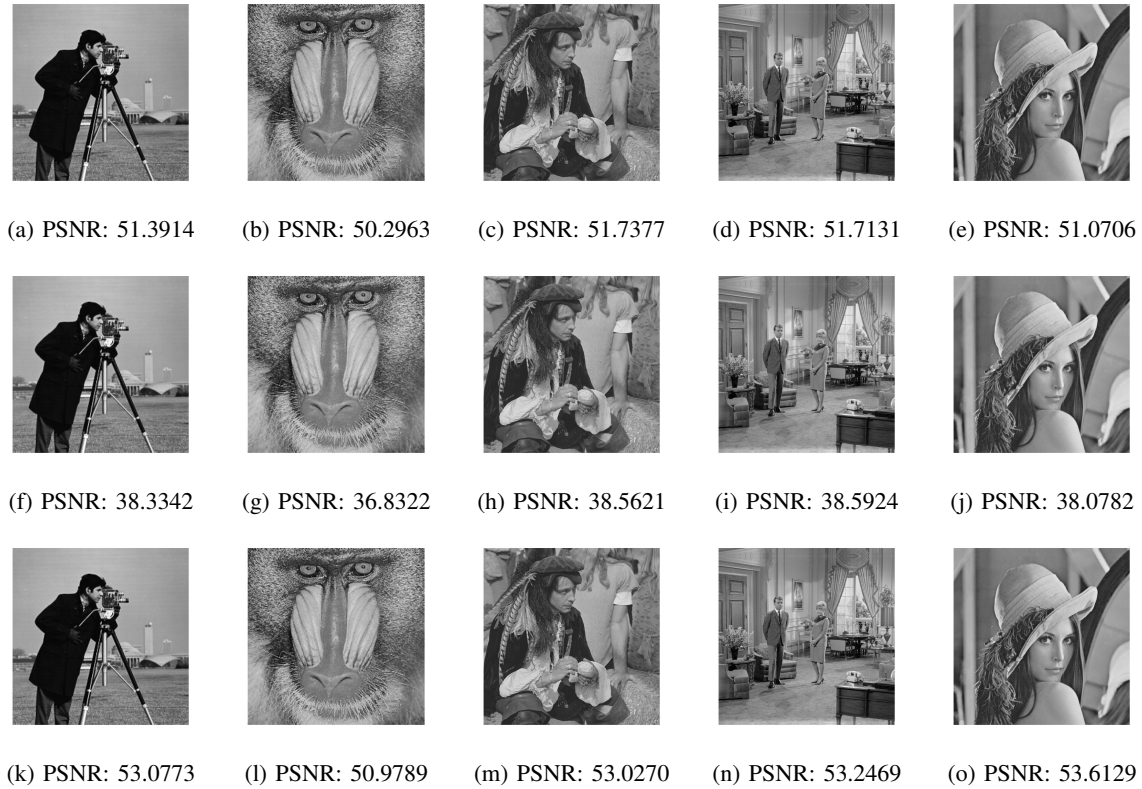 (a) PSNR: 51.3914 (b) PSNR: 50.2963 (c) PSNR: 51.7377 (d) PSNR: 51.7131 (e) PSNR: 51.0706
(f) PSNR: 38.3342 (g) PSNR: 36.8322 (h) PSNR: 38.5621 (i) PSNR: 38.5924 (j) PSNR: 38.0782
(k) PSNR: 53.0773 (l) PSNR: 50.9789 (m) PSNR: 53.0270 (n) PSNR: 53.2469 (o) PSNR: 53.6129